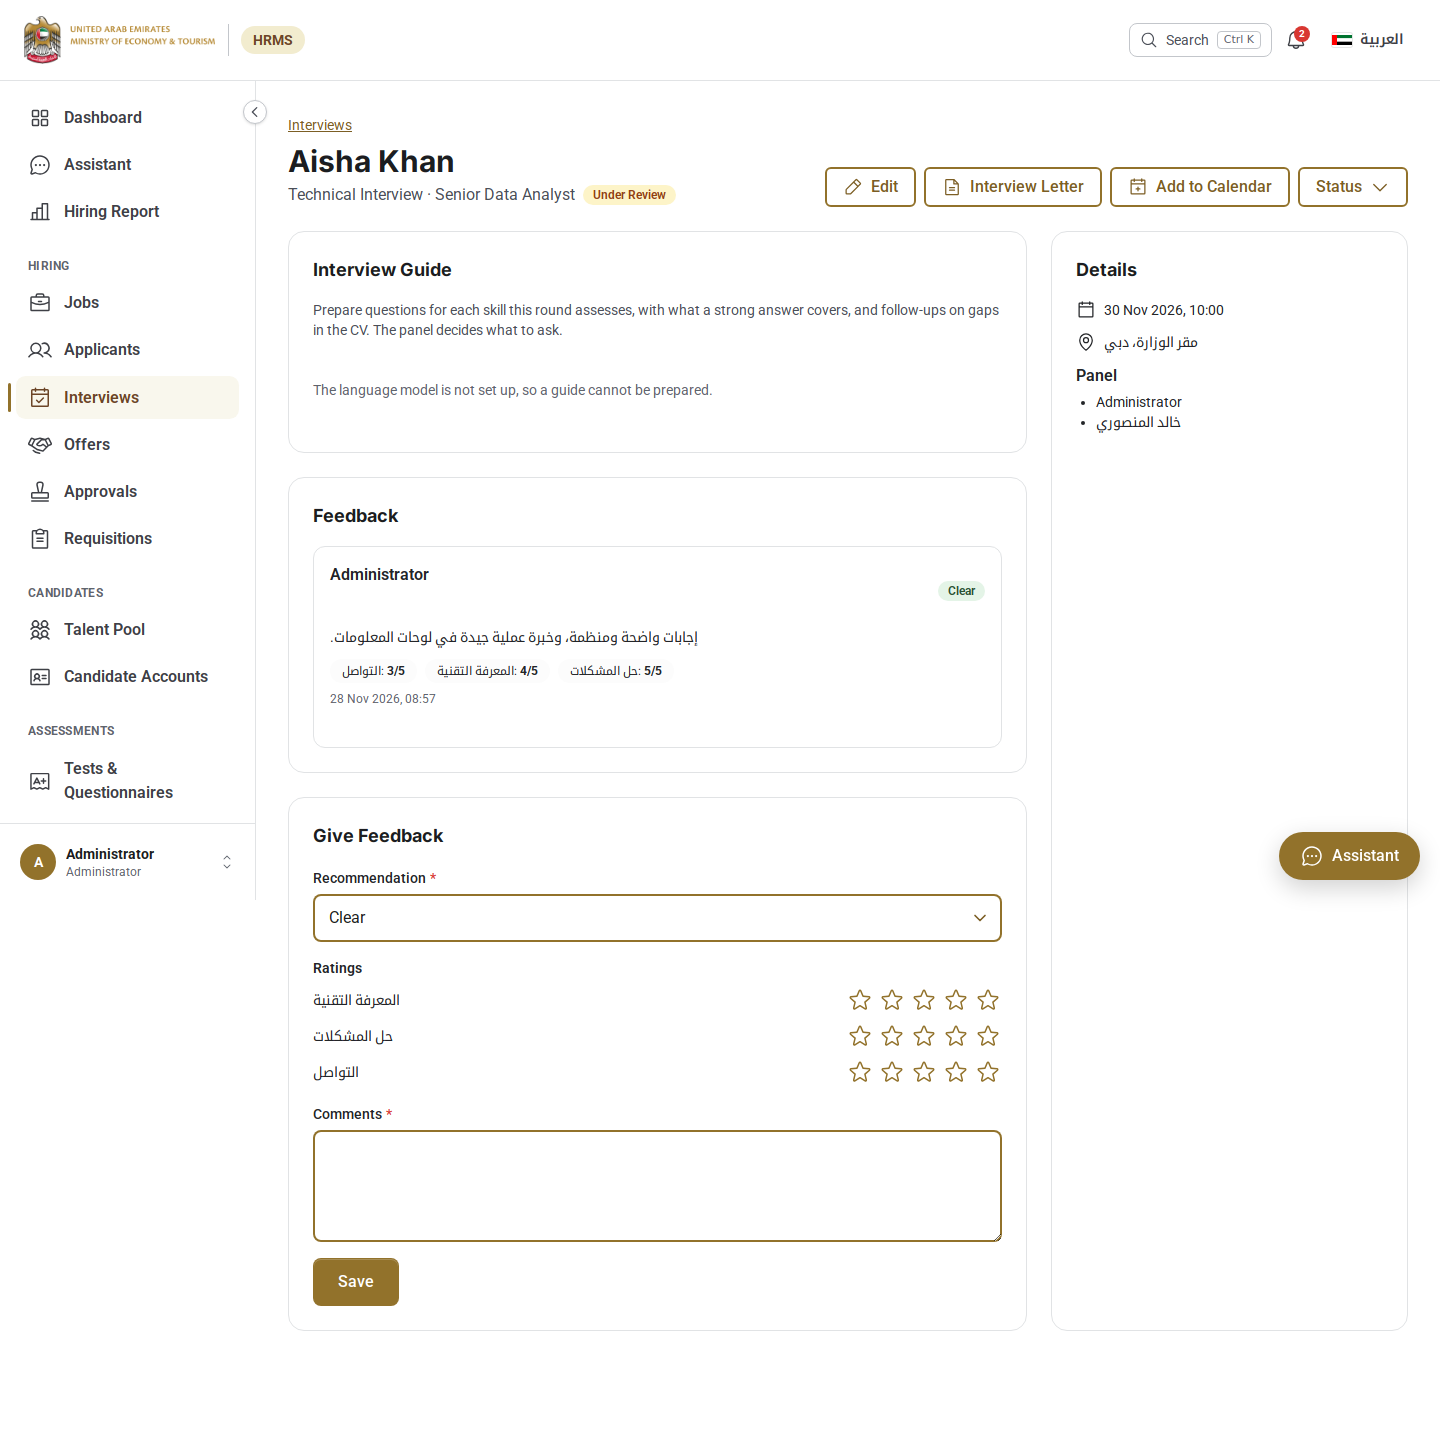 UNITED ARAB EMIRATES
MINISTRY OF ECONOMY & TOURISM
HRMS
Search
Ctrl K
2
العربية
Dashboard
Assistant
Hiring Report
HIRING
Jobs
Applicants
Interviews
Offers
Approvals
Requisitions
CANDIDATES
Talent Pool
Candidate Accounts
ASSESSMENTS
Tests &
Questionnaires
A
Administrator
Administrator
Interviews
Aisha Khan
Technical Interview · Senior Data Analyst
Under Review
Edit
Interview Letter
Add to Calendar
Status
Interview Guide
Prepare questions for each skill this round assesses, with what a strong answer covers, and follow-ups on gaps
in the CV. The panel decides what to ask.
The language model is not set up, so a guide cannot be prepared.
Feedback
Administrator
Clear
إجابات واضحة ومنظمة، وخبرة عملية جيدة في لوحات المعلومات.
التواصل: 3/5
المعرفة التقنية: 4/5
حل المشكلات: 5/5
28 Nov 2026, 08:57
Give Feedback
Recommendation *
Clear
Ratings
المعرفة التقنية
حل المشكلات
التواصل
Comments *
Save
Details
30 Nov 2026, 10:00
مقر الوزارة، دبي
Panel
Administrator
خالد المنصوري
Assistant